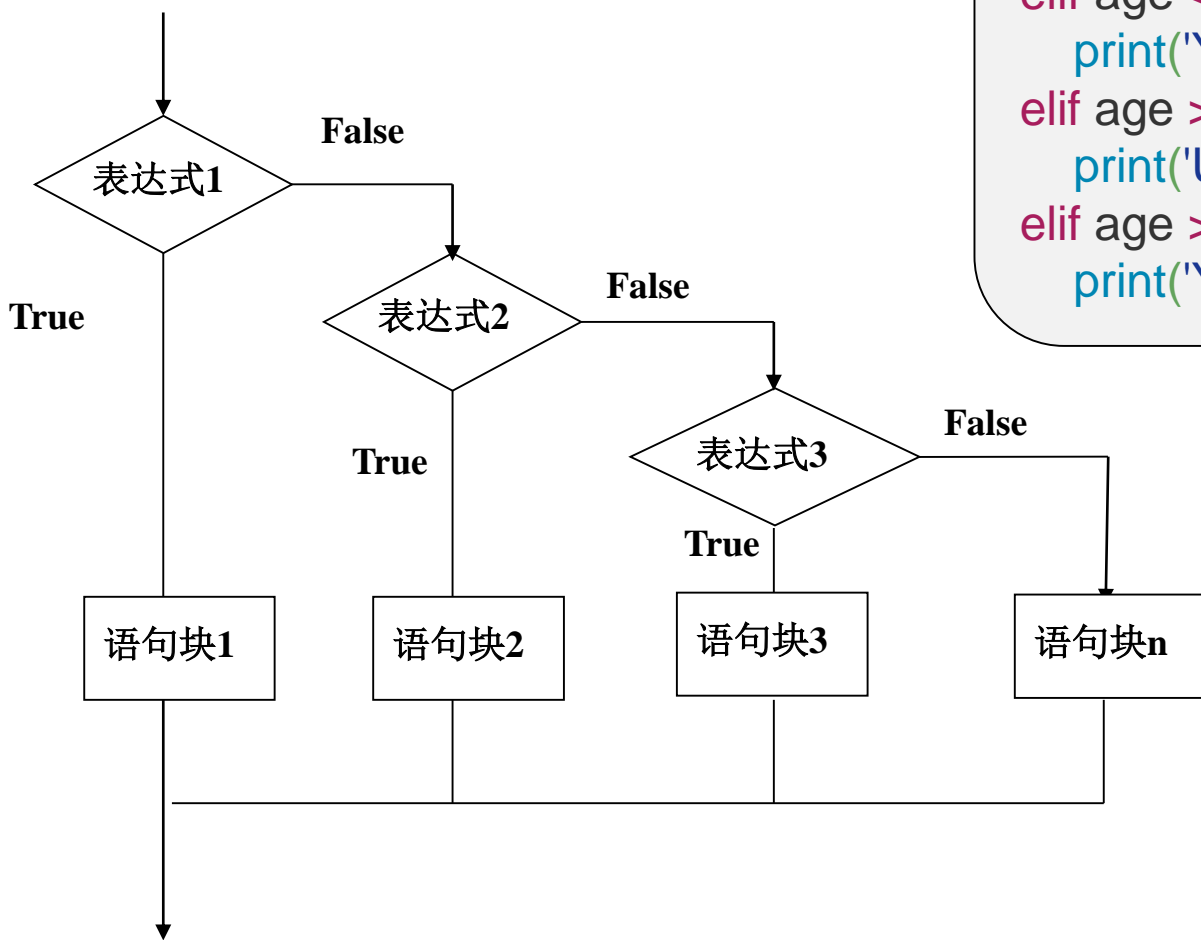 elif age <
print('Y
elif age >
print('U
elif age >
print('Y
False
表达式1
True
False
表达式2
True
False
表达式3
True
语句块1
语句块2
语句块3
语句块n